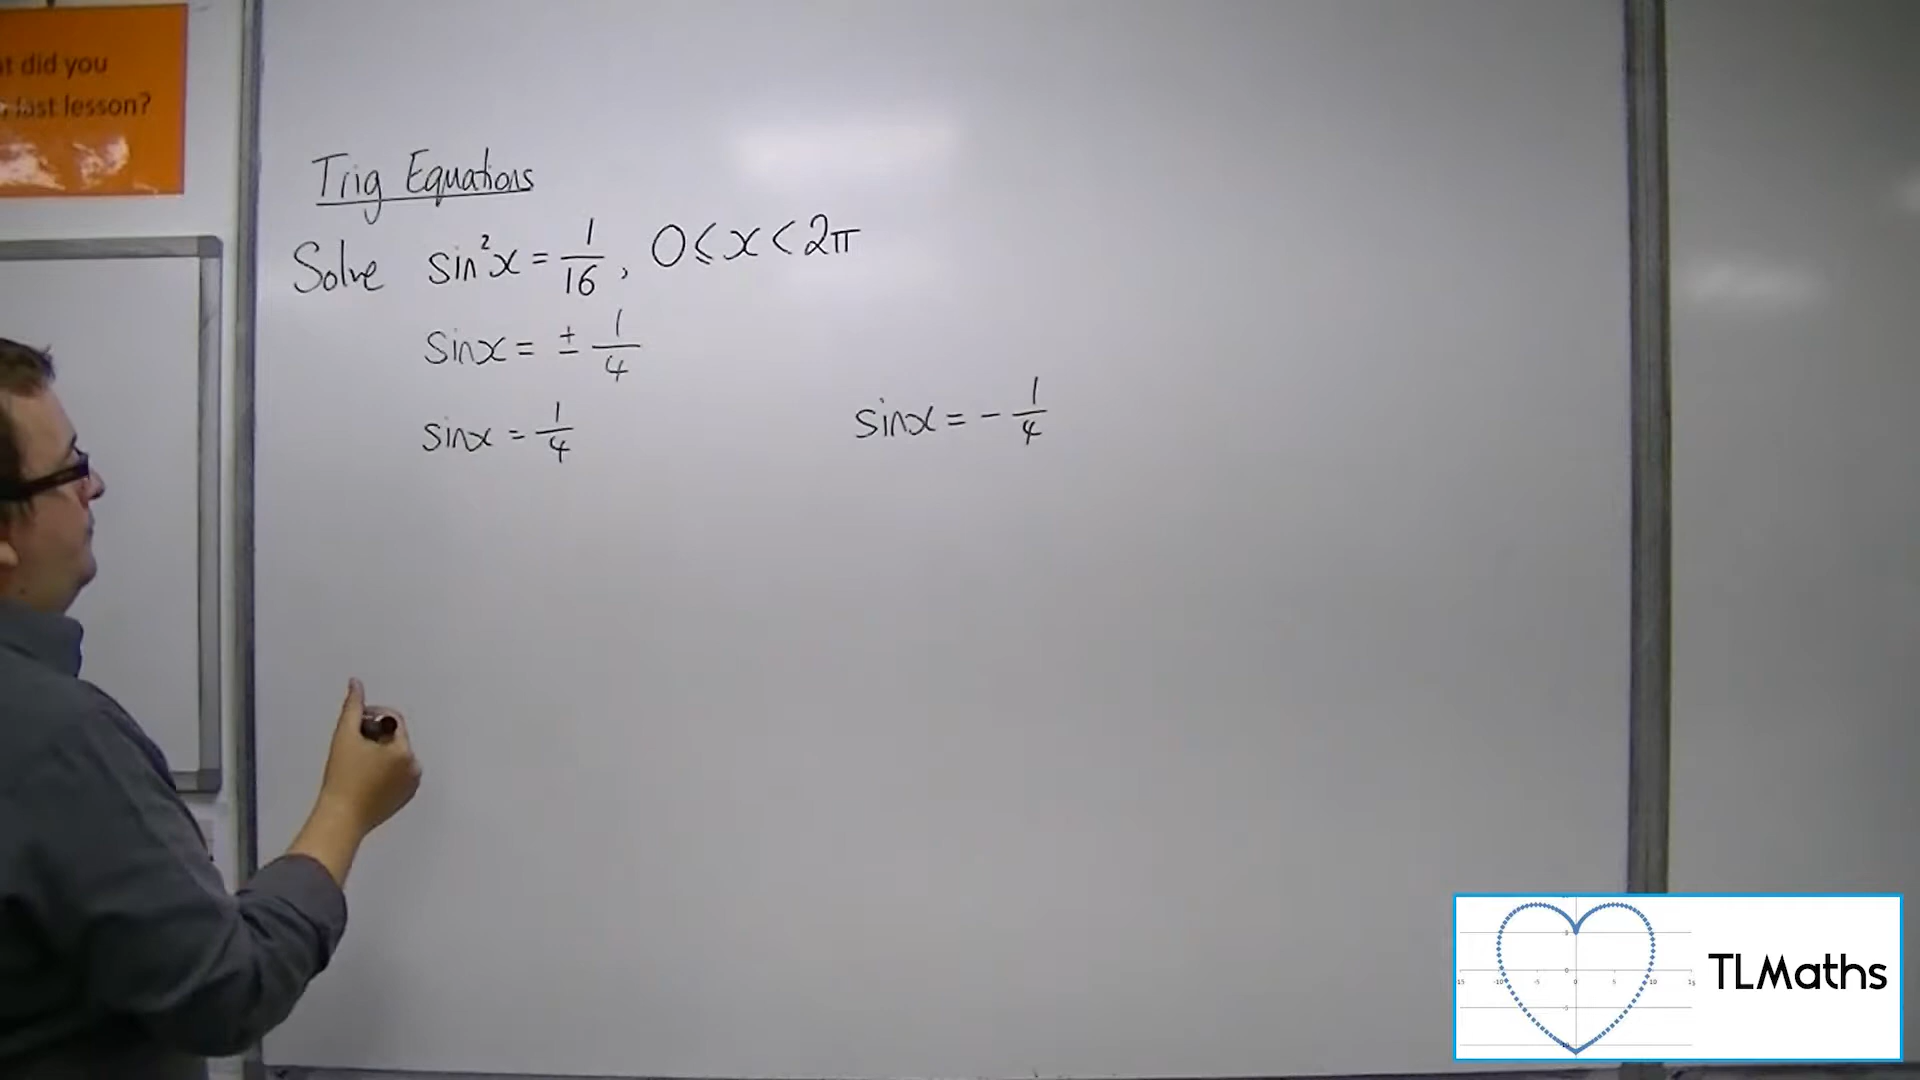 t did you
last lesson?
Trig Equations
Solve sin²x = 1/16, 0 ⩽ x < 2π
sinx = ± 1/4
sinx = 1/4
sinx = - 1/4
TLMaths